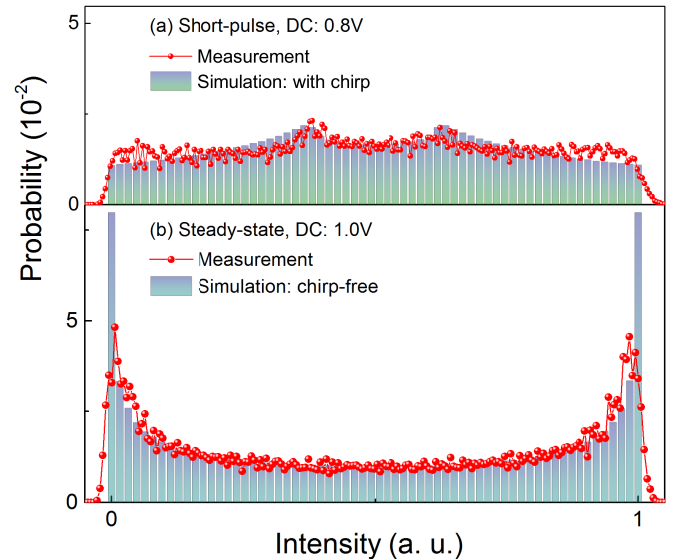 5
(a) Short-pulse, DC: 0.8V
Measurement
Simulation: with chirp
0
(b) Steady-state, DC: 1.0V
Measurement
Simulation: chirp-free
5
0
Probability (10-2)
0
1
Intensity (a. u.)